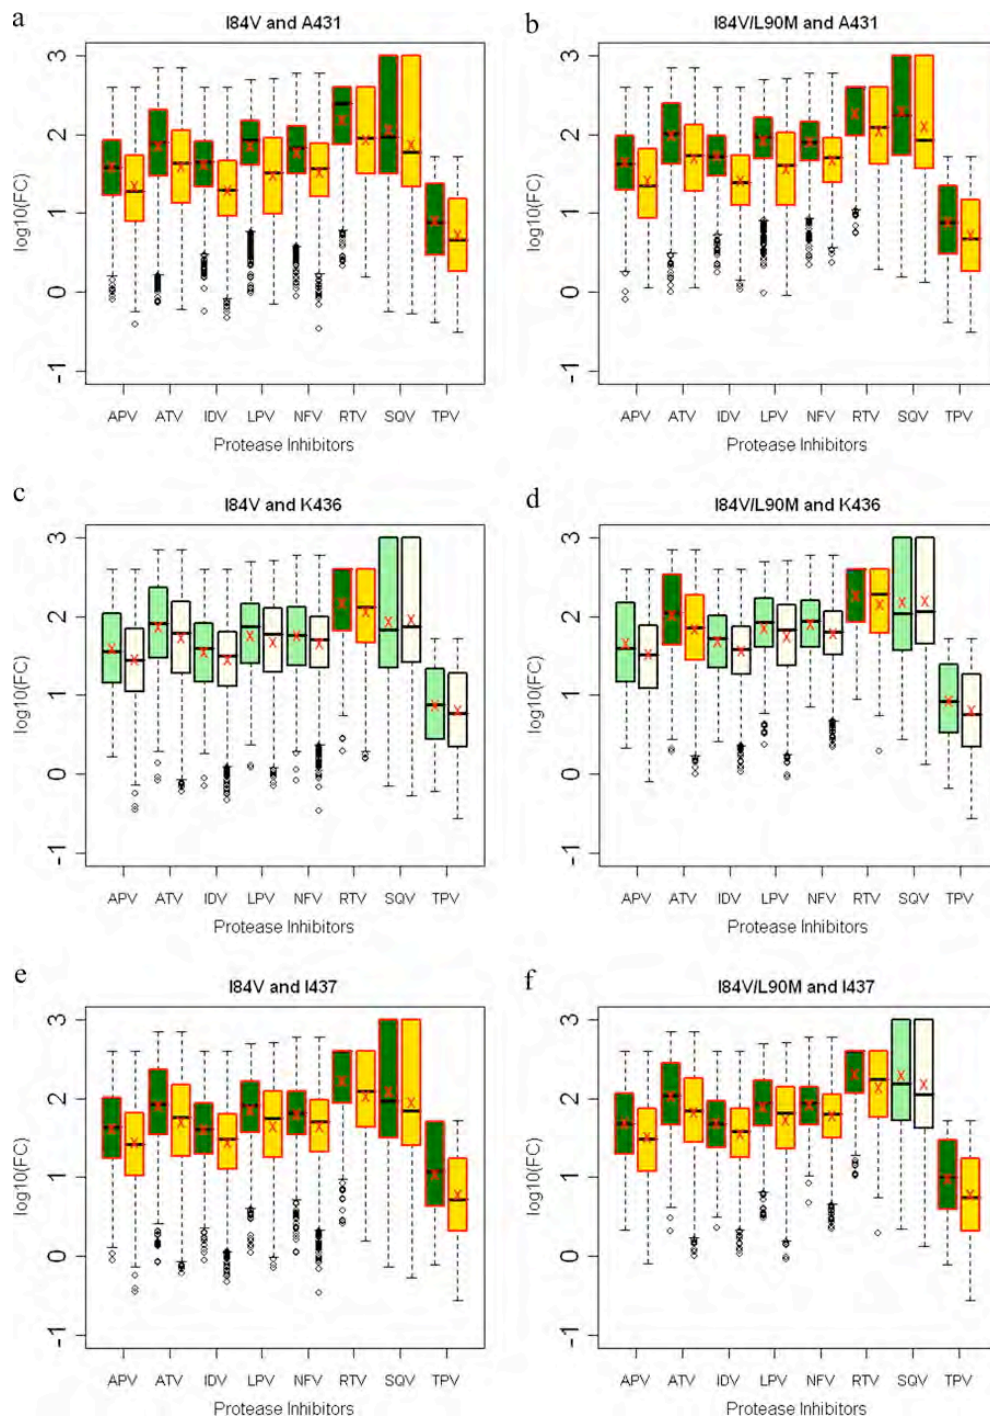 a
I84V and A431
log10(FC)
3
2
1
0
-1
APV ATV IDV LPV NFV RTV SQV TPV
Protease Inhibitors
b
I84V/L90M and A431
log10(FC)
3
2
1
0
-1
APV ATV IDV LPV NFV RTV SQV TPV
Protease Inhibitors
c
I84V and K436
log10(FC)
3
2
1
0
-1
APV ATV IDV LPV NFV RTV SQV TPV
Protease Inhibitors
d
I84V/L90M and K436
log10(FC)
3
2
1
0
-1
APV ATV IDV LPV NFV RTV SQV TPV
Protease Inhibitors
e
I84V and I437
log10(FC)
3
2
1
0
-1
APV ATV IDV LPV NFV RTV SQV TPV
Protease Inhibitors
f
I84V/L90M and I437
log10(FC)
3
2
1
0
-1
APV ATV IDV LPV NFV RTV SQV TPV
Protease Inhibitors